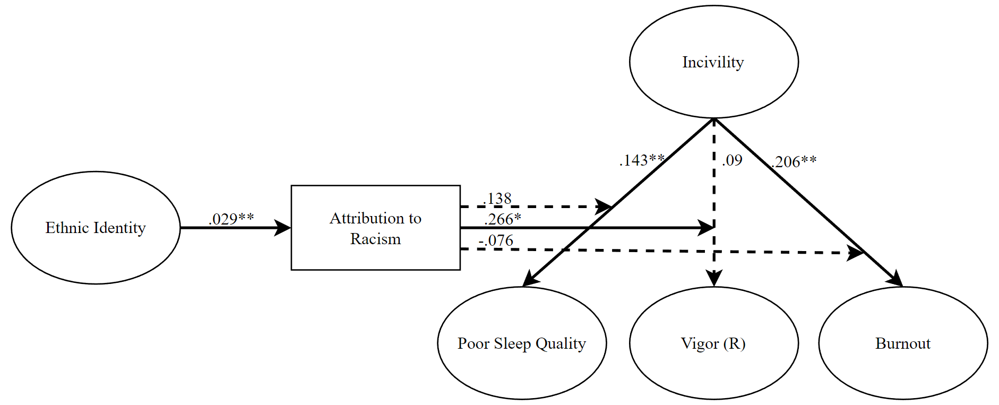 Incivility
.143**
.09
.206**
.138
Ethnic Identity
.029**
Attribution to
Racism
.266*
-.076
Poor Sleep Quality
Vigor (R)
Burnout